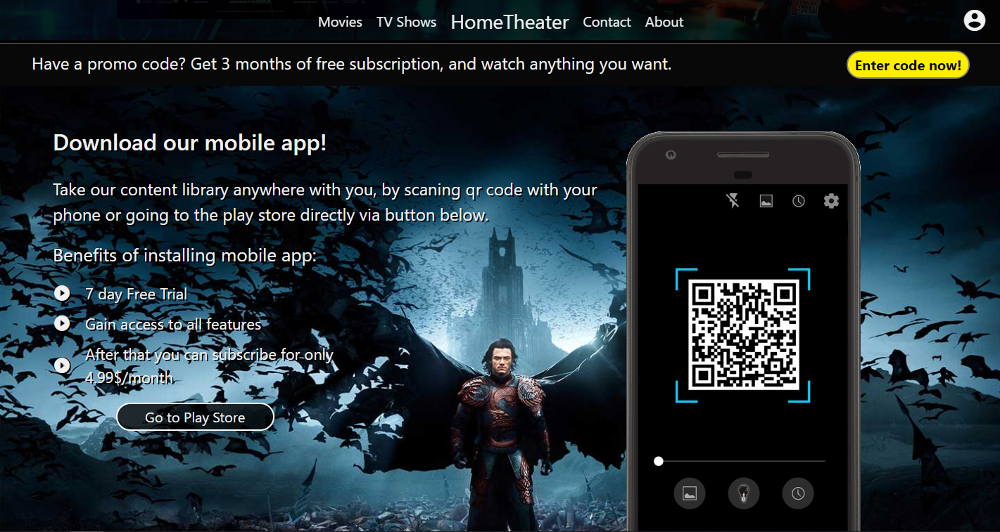 Movies TV Shows HomeTheater Contact About
Have a promo code? Get 3 months of free subscription, and watch anything you want.
Enter code now!
Download our mobile app!
Take our content library anywhere with you, by scaning qr code with your
phone or going to the play store directly via button below.
Benefits of installing mobile app:
7 day Free Trial
Gain access to all features
After that you can subscribe for only
4.99$/month
Go to Play Store